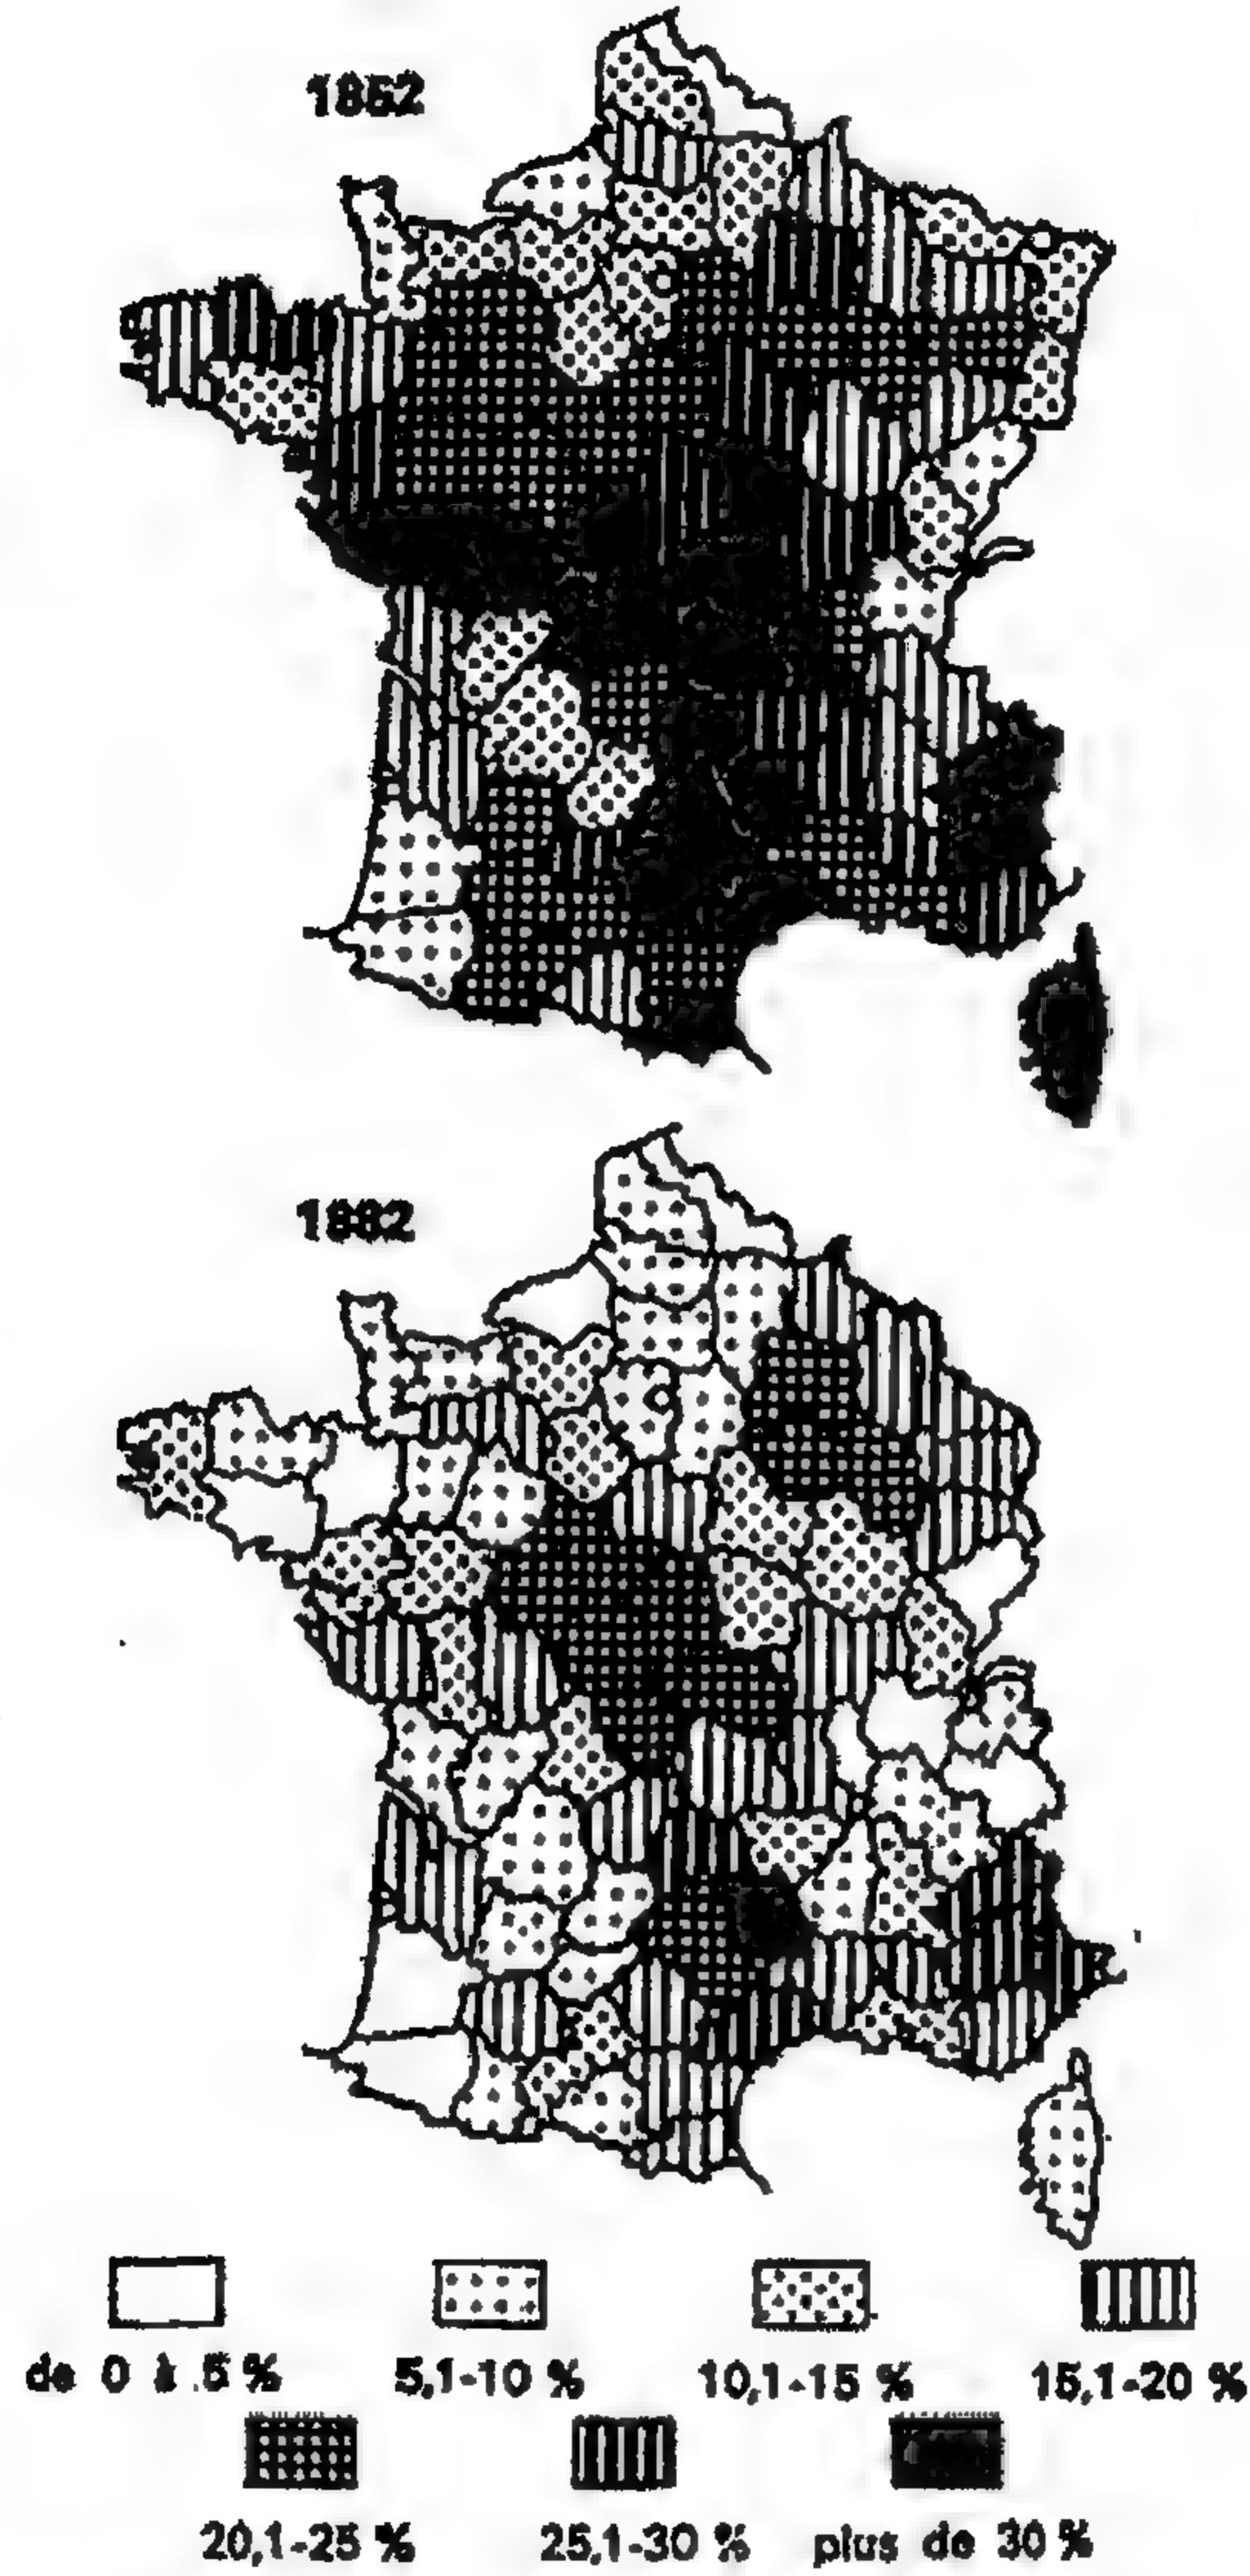 1852
1882
de 0 à 5 % 5,1-10 % 10,1-15 % 15,1-20 %
20,1-25 % 25,1-30 % plus de 30 %